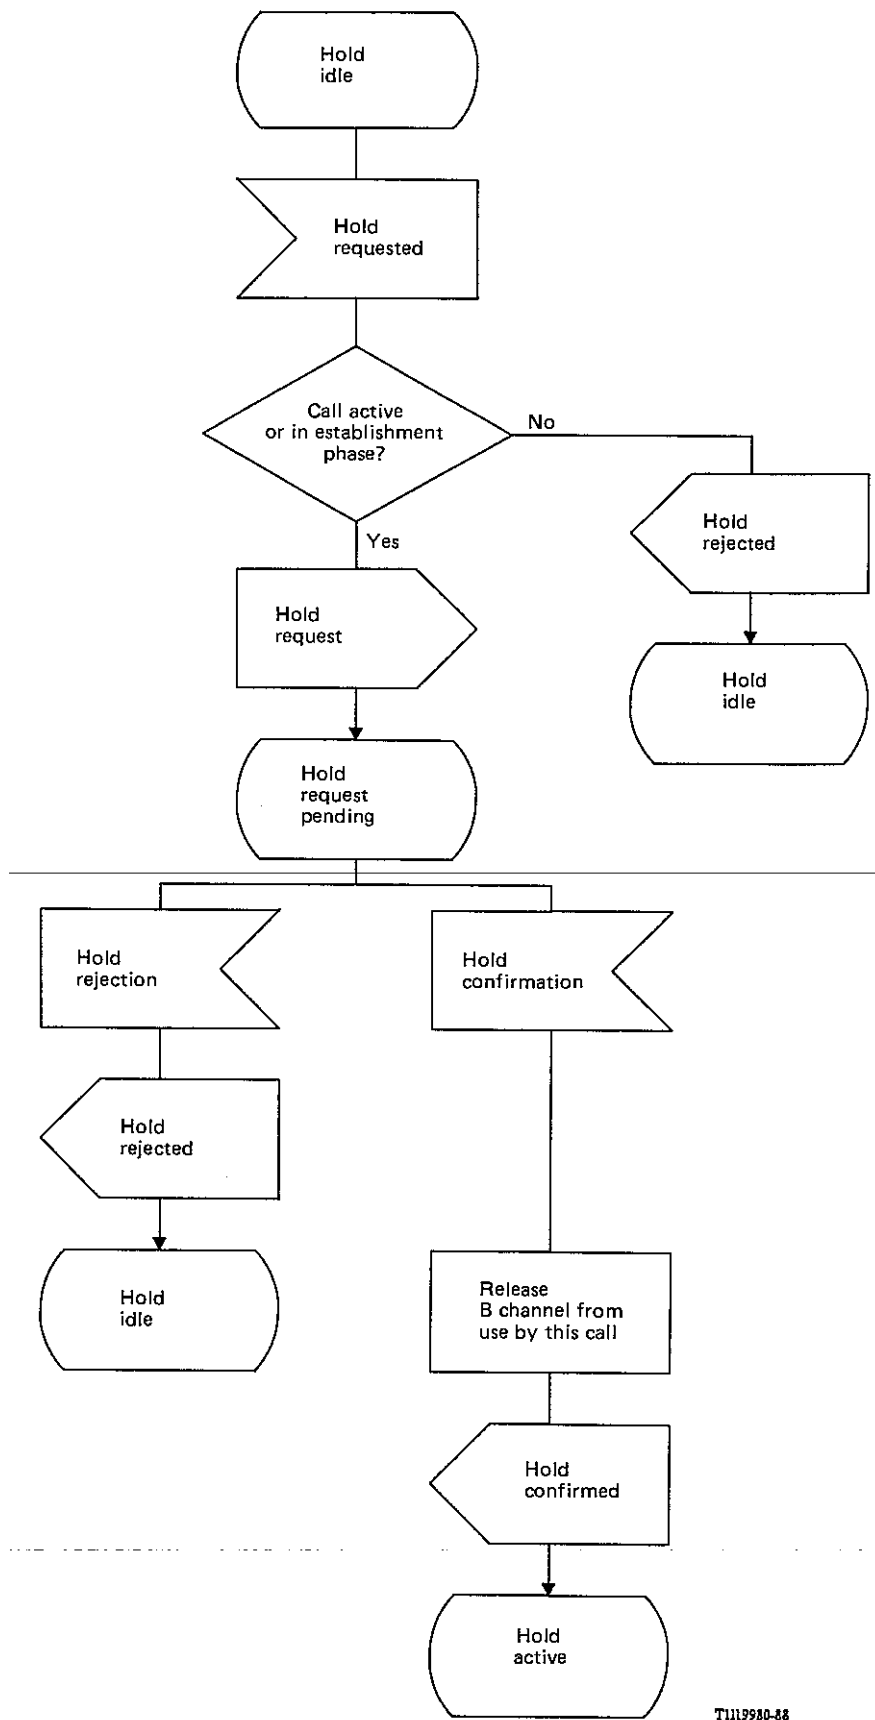 Hold
idle
Hold
requested
Call active
or in establishment
phase?
No
Yes
Hold
rejected
Hold
request
Hold
idle
Hold
request
pending
Hold
rejection
Hold
confirmation
Hold
rejected
Hold
idle
Release
B channel from
use by this call
Hold
confirmed
Hold
active
T1119980-88